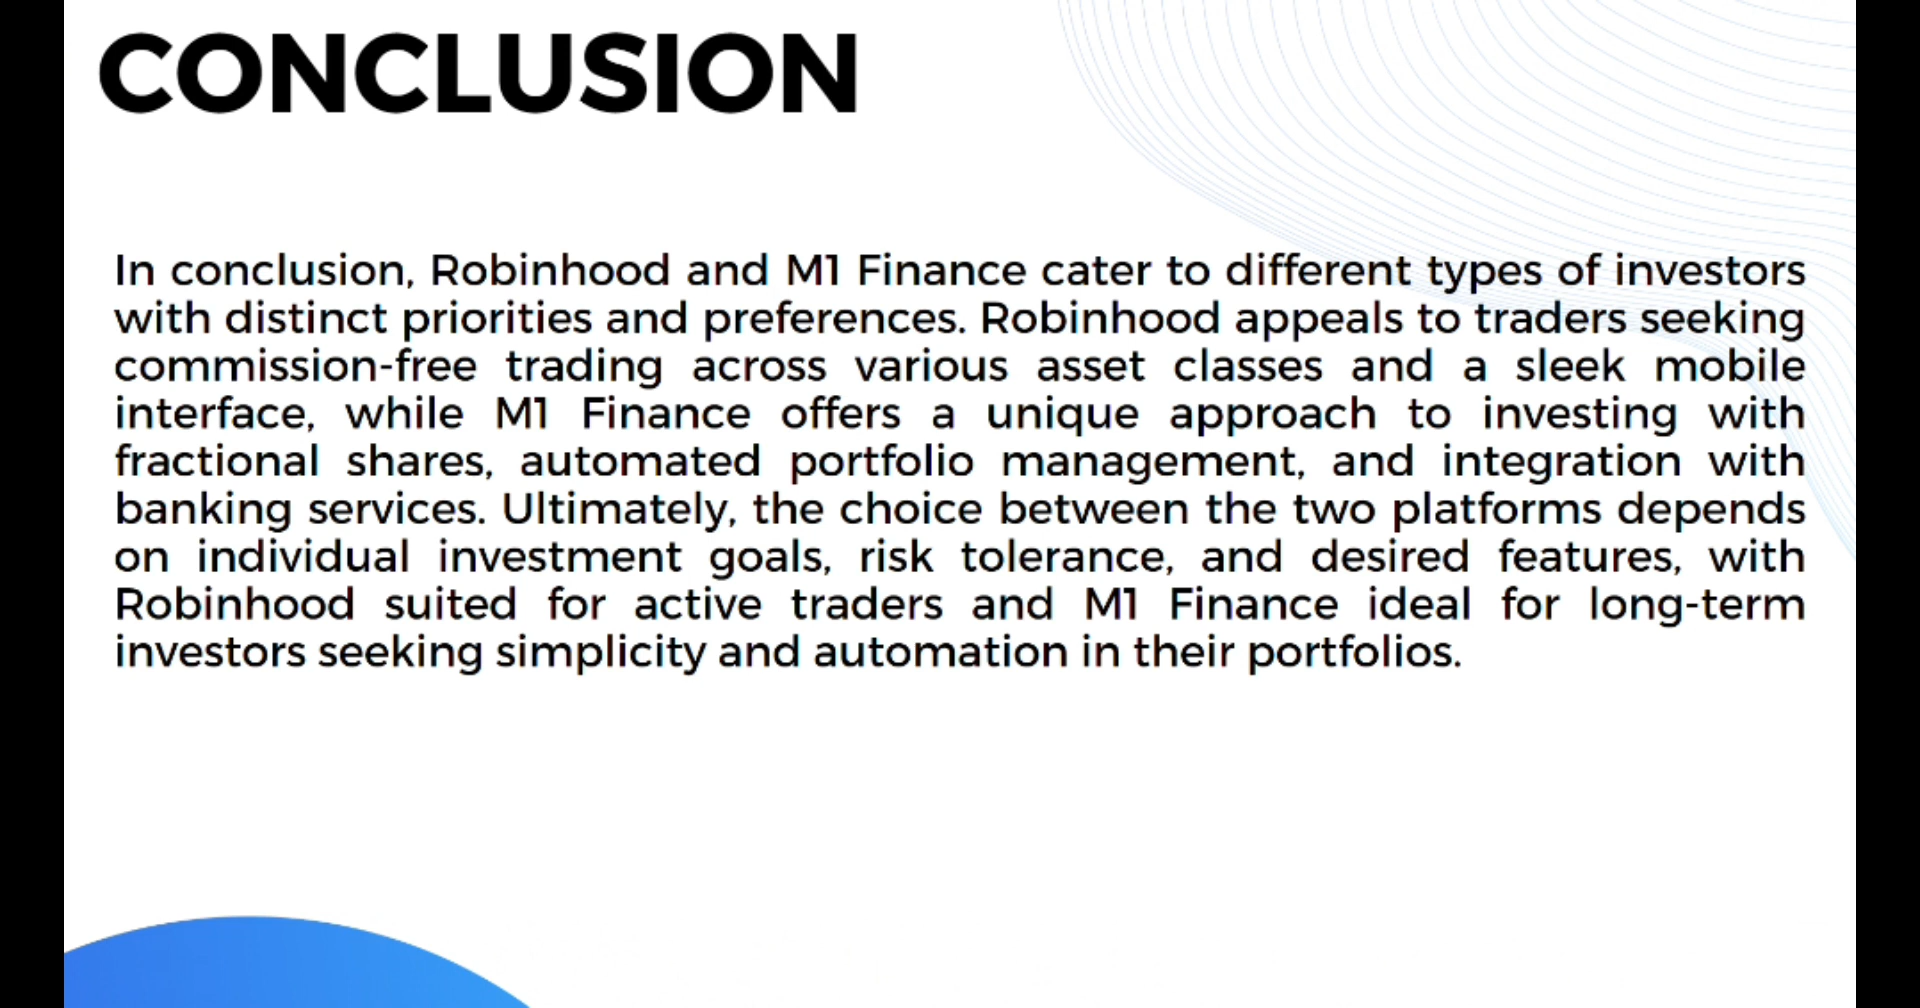 CONCLUSION
In conclusion, Robinhood and M1 Finance cater to different types of investors
with distinct priorities and preferences. Robinhood appeals to traders seeking
commission-free trading across various asset classes and a sleek mobile
interface, while M1 Finance offers a unique approach to investing with
fractional shares, automated portfolio management, and integration with
banking services. Ultimately, the choice between the two platforms depends
on individual investment goals, risk tolerance, and desired features, with
Robinhood suited for active traders and M1 Finance ideal for long-term
investors seeking simplicity and automation in their portfolios.